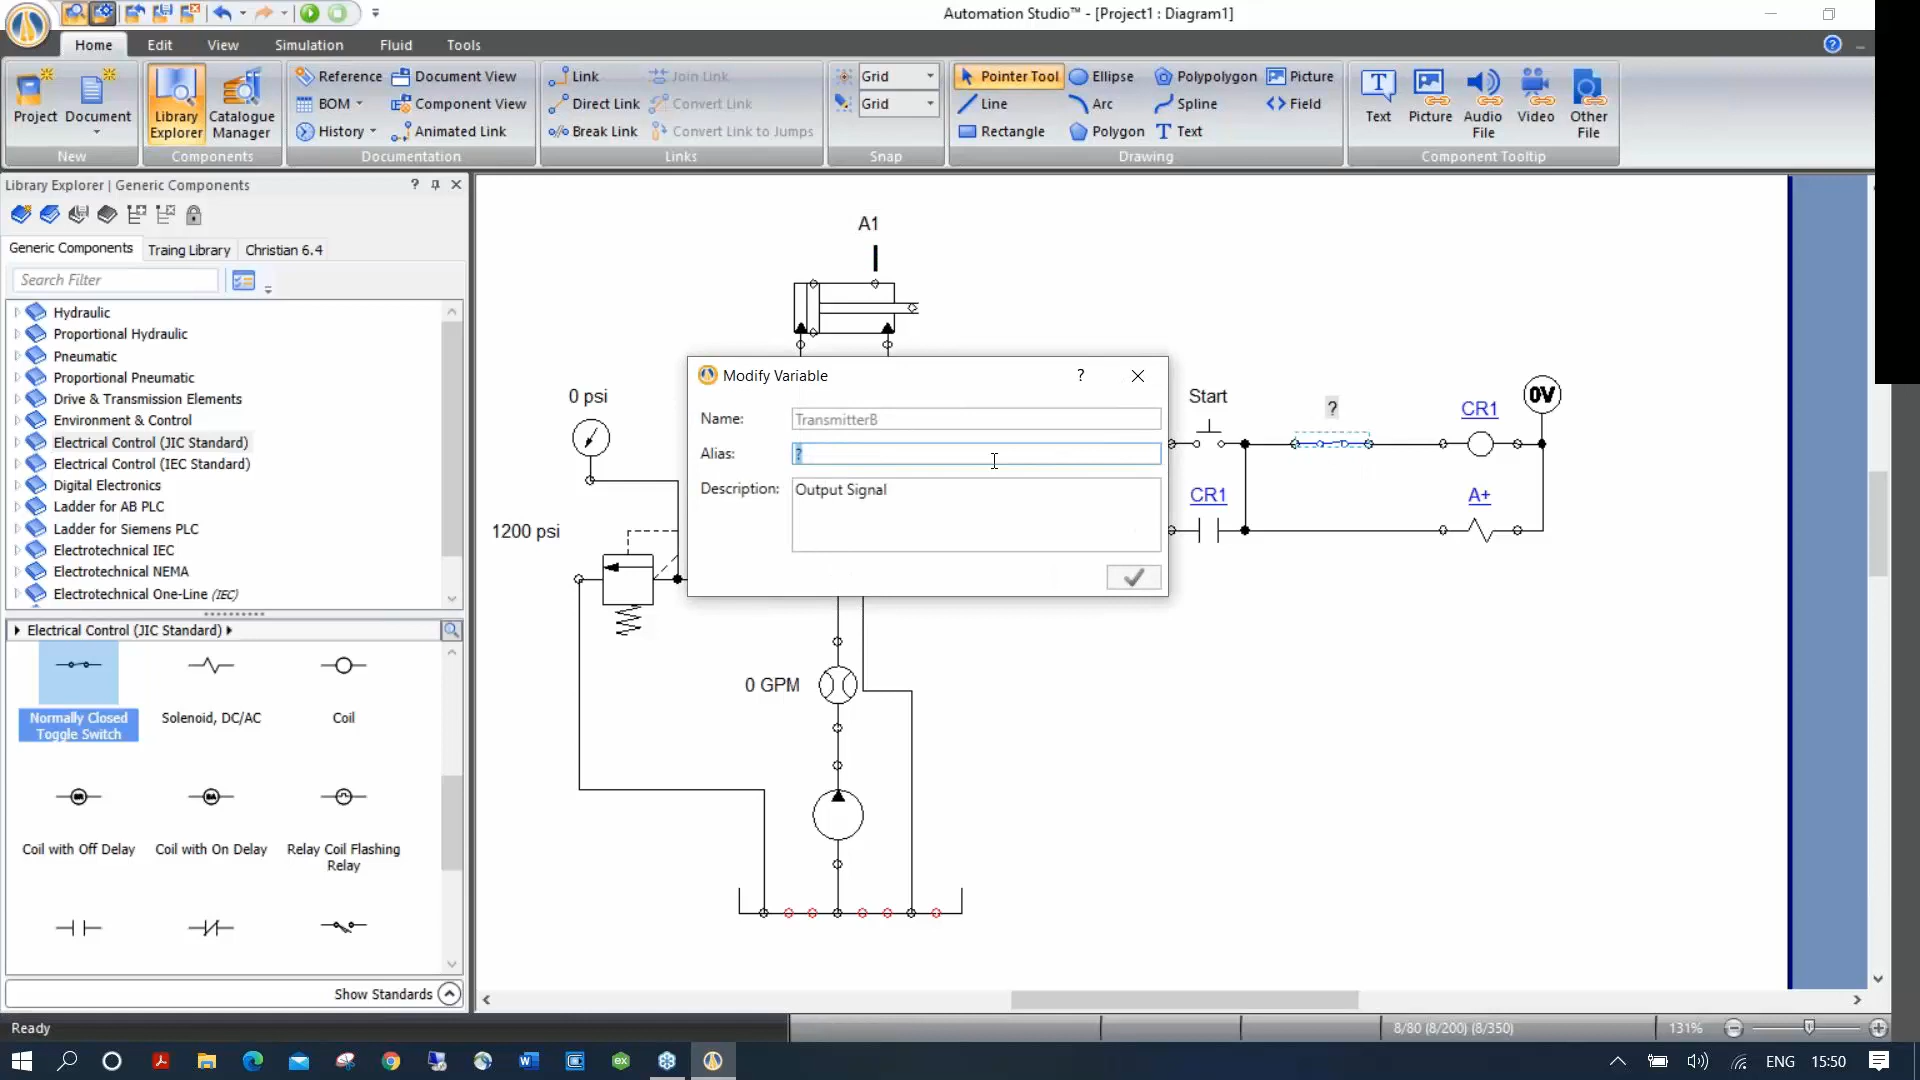 Automation Studio™ - [Project1 : Diagram1]
Home Edit View Simulation Fluid Tools
Project
Document
New
Library Explorer
Catalogue Manager
Components
Reference Document View
BOM Component View
History Animated Link
Documentation
Link Join Link
Direct Link Convert Link
Break Link Convert Link to Jumps
Links
Grid
Grid
Snap
Pointer Tool Ellipse Polypolygon Picture
Line Arc Spline Field
Rectangle Polygon Text
Drawing
Text Picture Audio File Video Other File
Component Tooltip
Library Explorer | Generic Components
Generic Components Traing Library Christian 6.4
Search Filter
Hydraulic
Proportional Hydraulic
Pneumatic
Proportional Pneumatic
Drive & Transmission Elements
Environment & Control
Electrical Control (JIC Standard)
Electrical Control (IEC Standard)
Digital Electronics
Ladder for AB PLC
Ladder for Siemens PLC
Electrotechnical IEC
Electrotechnical NEMA
Electrotechnical One-Line (IEC)
Electrical Control (JIC Standard)
Normally Closed Toggle Switch
Solenoid, DC/AC
Coil
Coil with Off Delay
Coil with On Delay
Relay Coil Flashing Relay
Show Standards
A1
0 psi
1200 psi
0 GPM
Modify Variable ?
Name: TransmitterB
Alias: ?
Description: Output Signal
Start
?
CR1
0V
CR1
A+
Ready
8/80 (8/200) (8/350)
131%
ENG 15:50